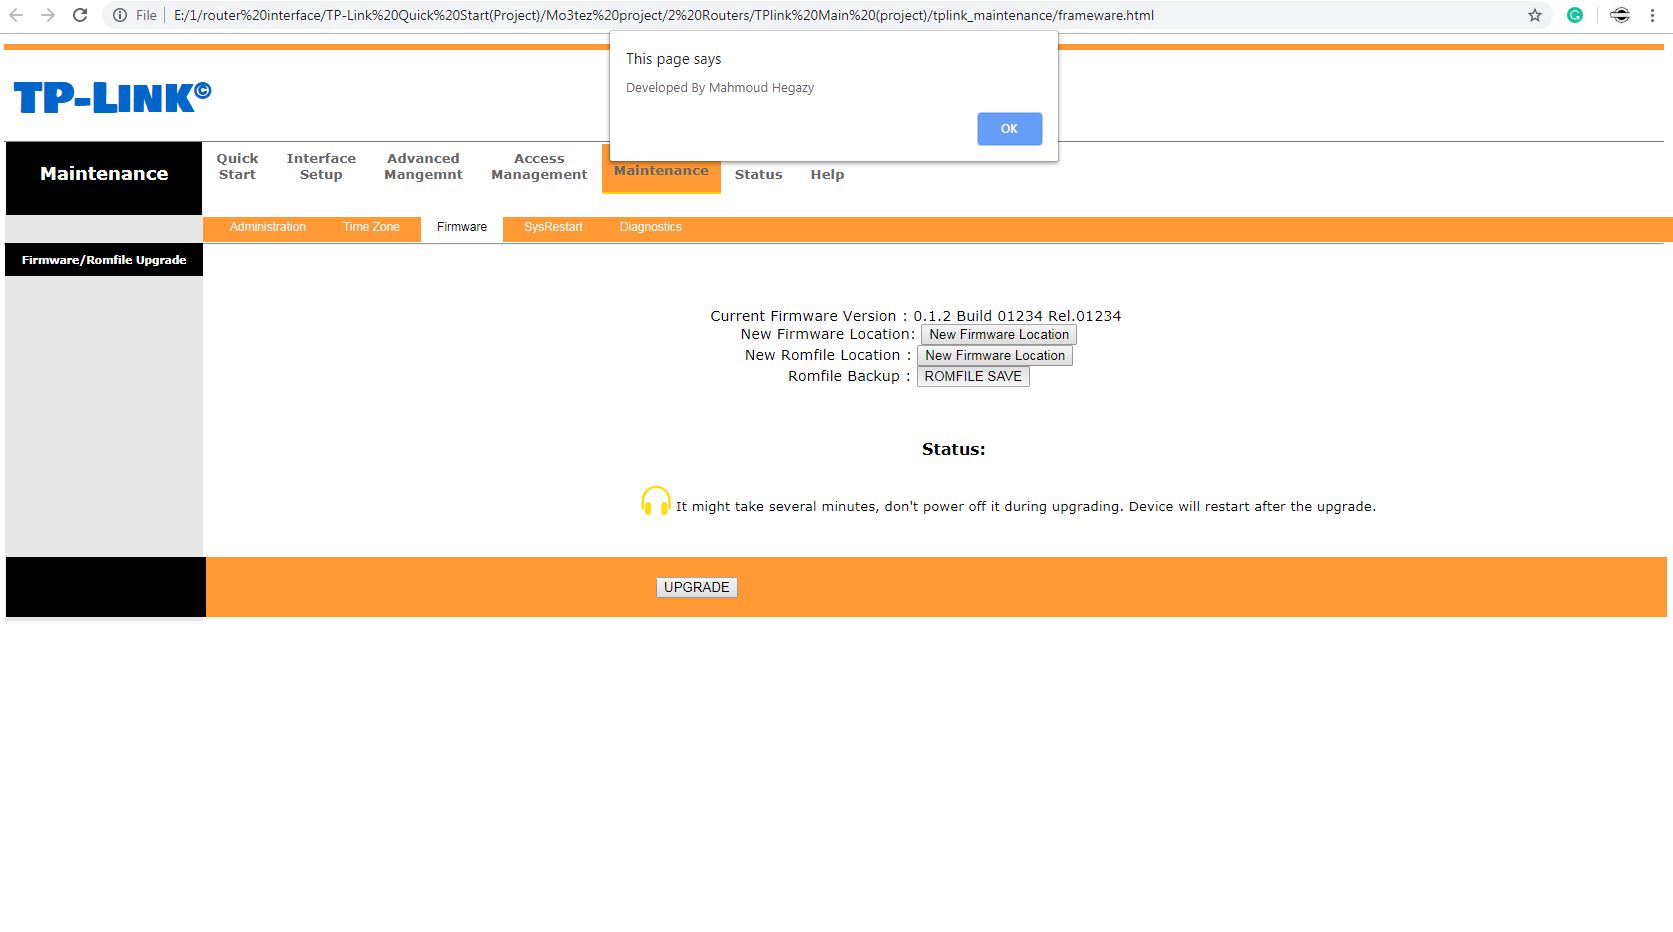 File E:/1/router%20interface/TP-Link%20Quick%20Start(Project)/Mo3tez%20project/2%20Routers/TPlink%20Main%20(project)/tplink_maintenance/frameware.html
This page says
Developed By Mahmoud Hegazy
OK
TP-LINK©
Maintenance
Quick Start
Interface Setup
Advanced Mangemnt
Access Management
Maintenance
Status
Help
Administration
Time Zone
Firmware
SysRestart
Diagnostics
Firmware/Romfile Upgrade
Current Firmware Version : 0.1.2 Build 01234 Rel.01234
New Firmware Location: New Firmware Location
New Romfile Location : New Firmware Location
Romfile Backup : ROMFILE SAVE
Status:
It might take several minutes, don't power off it during upgrading. Device will restart after the upgrade.
UPGRADE